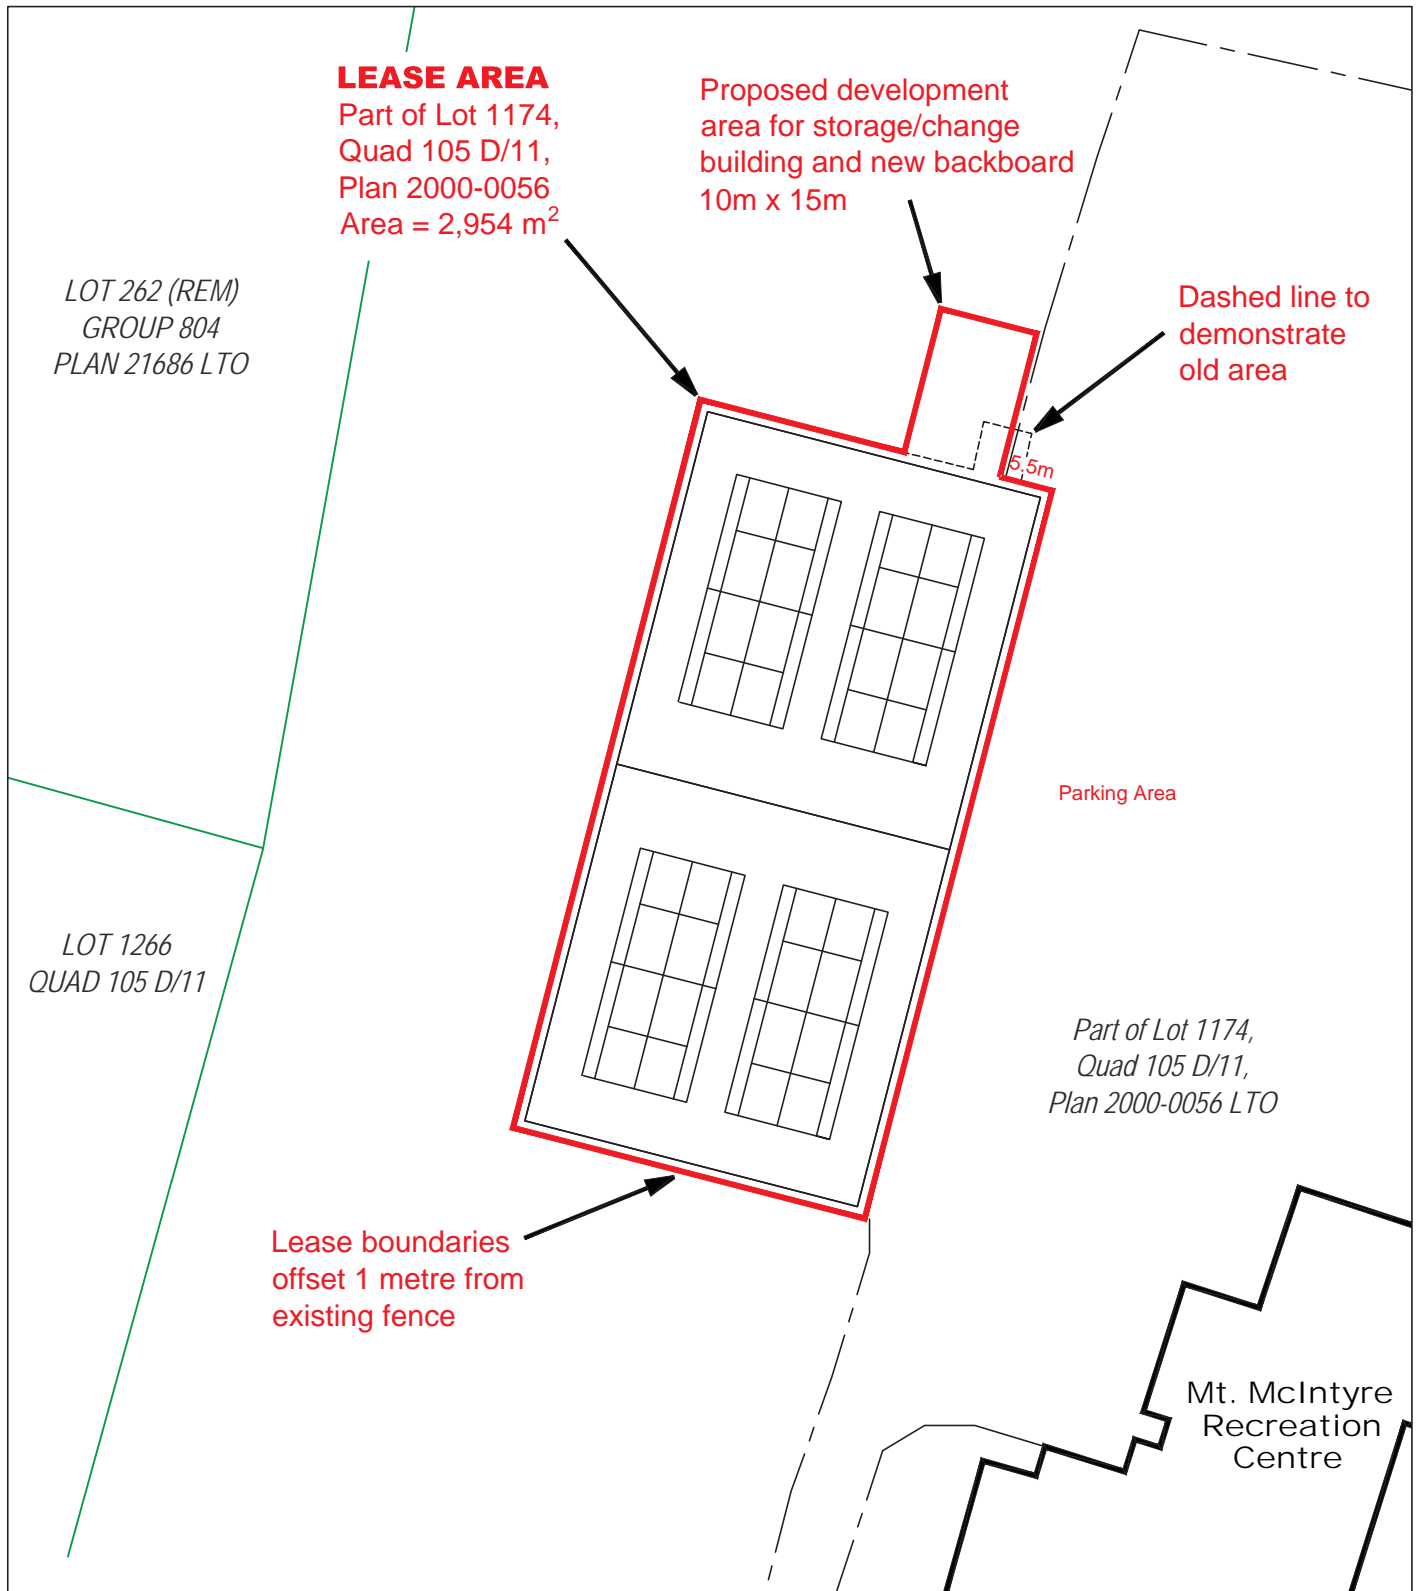 LEASE AREA
Part of Lot 1174,
Quad 105 D/11,
Plan 2000-0056
Area = 2,954 m²
Proposed development
area for storage/change
building and new backboard
10m x 15m
LOT 262 (REM)
GROUP 804
PLAN 21686 LTO
Dashed line to
demonstrate
old area
5.5m
Parking Area
LOT 1266
QUAD 105 D/11
Part of Lot 1174,
Quad 105 D/11,
Plan 2000-0056 LTO
Lease boundaries
offset 1 metre from
existing fence
Mt. McIntyre
Recreation
Centre